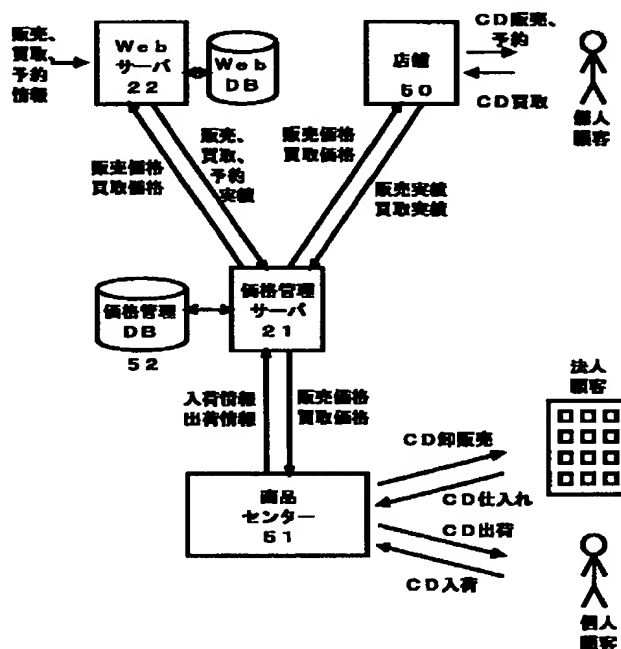 販売、
買取、
予約
情報
Web
サーバ
22
Web
DB
店舗
50
CD販売、
予約
CD買取
個人
顧客
販売価格
買取価格
販売、
買取、
予約
実績
販売価格
買取価格
販売実績
買取実績
価格管理
サーバ
21
価格管理
DB
52
入荷情報
出荷情報
販売価格
買取価格
法人
顧客
商品
センター
51
CD卸販売
CD仕入れ
CD出荷
CD入荷
個人
顧客